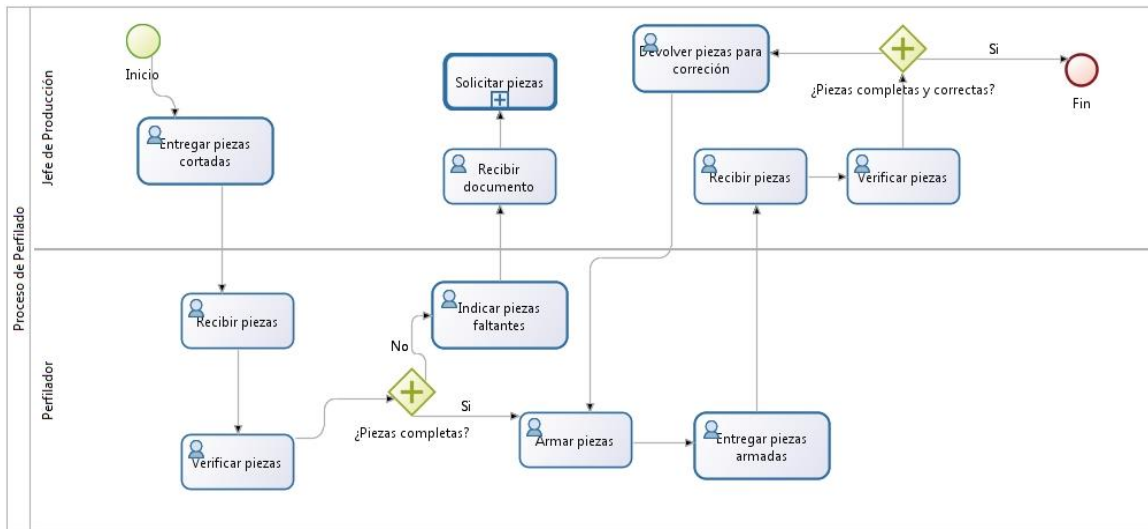 Proceso de Perfilado
Jefe de Producción
Inicio
Entregar piezas
cortadas
Solicitar piezas
Recibir
documento
Devolver piezas para
correción
¿Piezas completas y correctas?
Si
Fin
Recibir piezas
Verificar piezas
Perfilador
Recibir piezas
Verificar piezas
¿Piezas completas?
No
Si
Indicar piezas
faltantes
Armar piezas
Entregar piezas
armadas